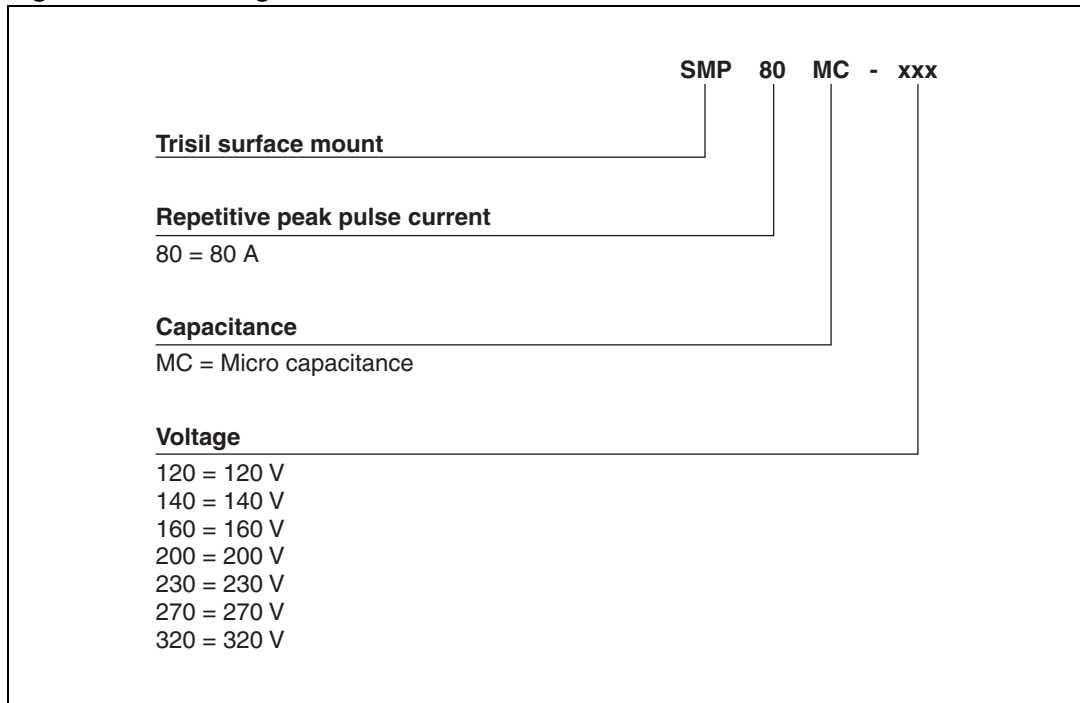 SMP 80 MC - xxx
Trisil surface mount
Repetitive peak pulse current
80 = 80 A
Capacitance
MC = Micro capacitance
Voltage
120 = 120 V
140 = 140 V
160 = 160 V
200 = 200 V
230 = 230 V
270 = 270 V
320 = 320 V